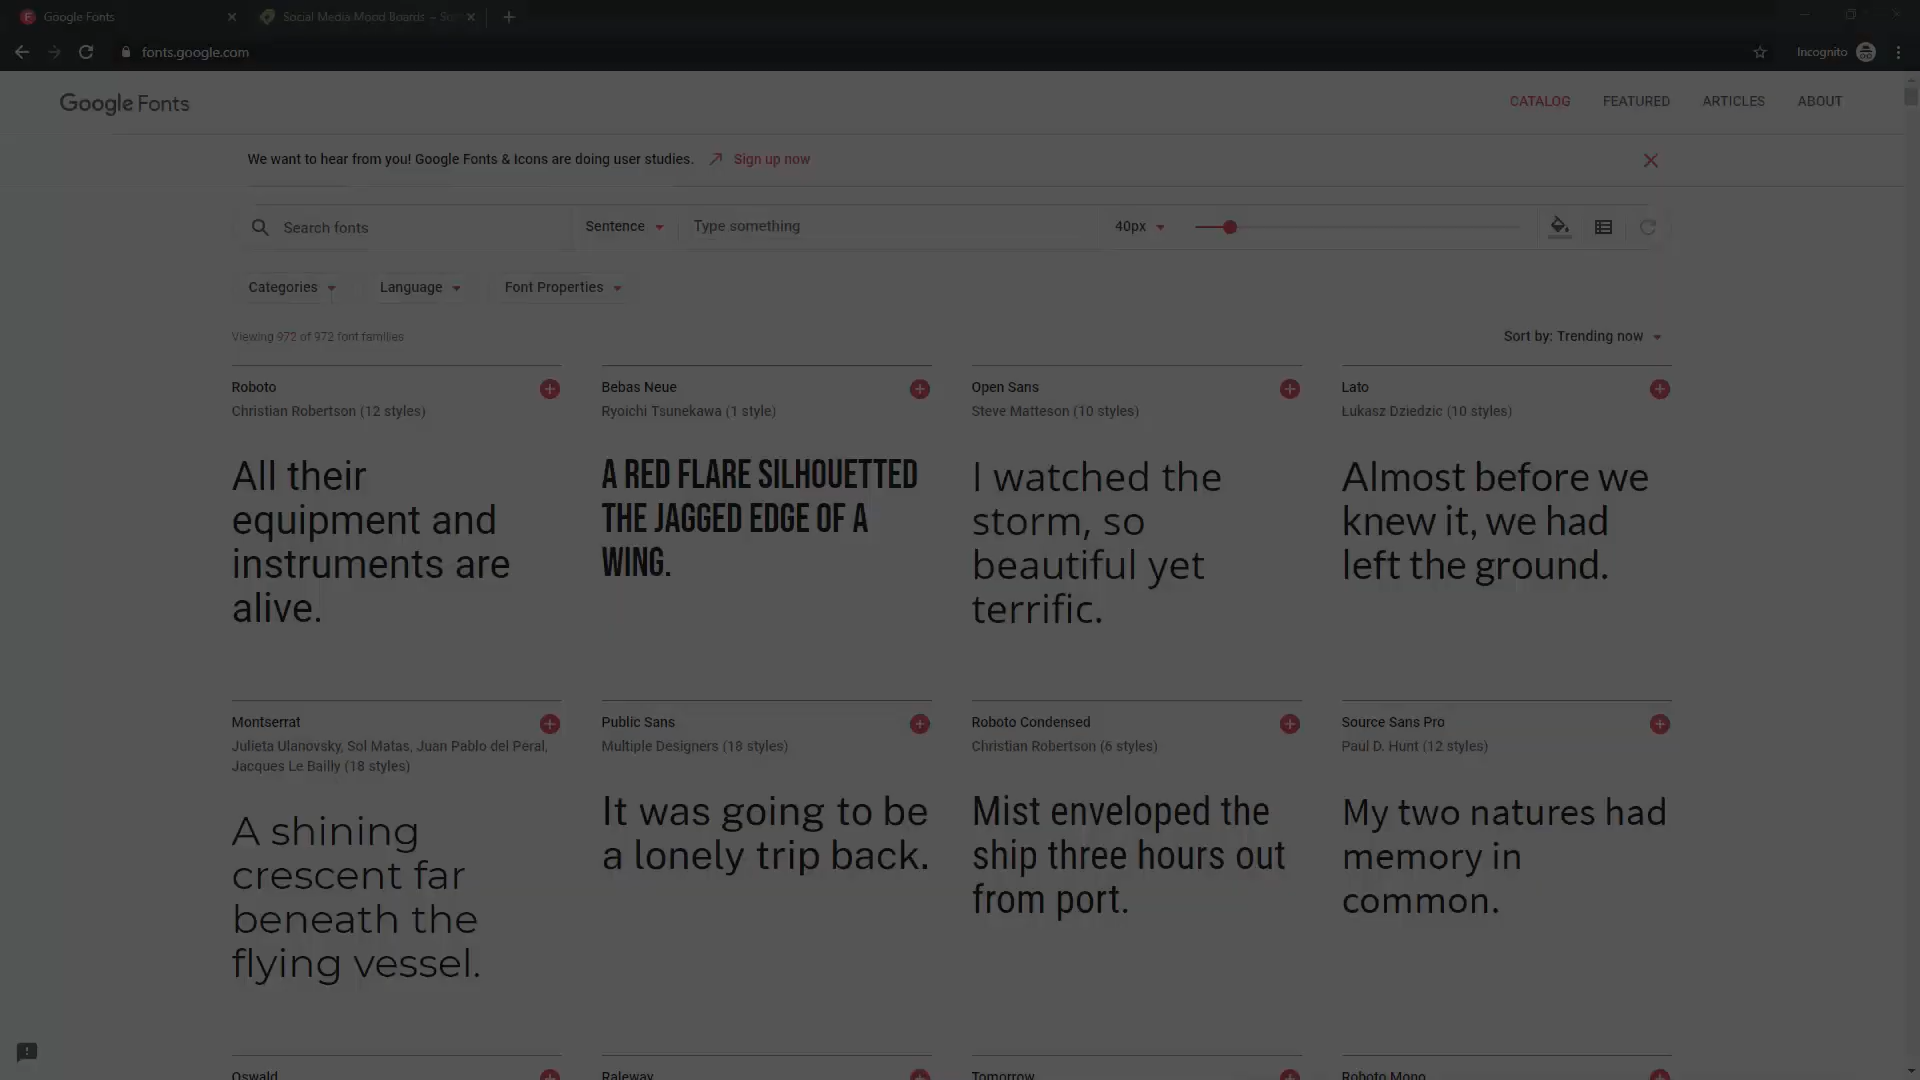 Google Fonts
Social Media Mood Boards –
fonts.google.com
Incognito
Google Fonts
CATALOG
FEATURED
ARTICLES
ABOUT
We want to hear from you! Google Fonts & Icons are doing user studies.
Sign up now
Search fonts
Sentence
Type something
40px
Categories
Language
Font Properties
Viewing 972 of 972 font families
Sort by: Trending now
Roboto
Christian Robertson (12 styles)
All their
equipment and
instruments are
alive.
Bebas Neue
Ryoichi Tsunekawa (1 style)
A RED FLARE SILHOUETTED
THE JAGGED EDGE OF A
WING.
Open Sans
Steve Matteson (10 styles)
I watched the
storm, so
beautiful yet
terrific.
Lato
Łukasz Dziedzic (10 styles)
Almost before we
knew it, we had
left the ground.
Montserrat
Julieta Ulanovsky, Sol Matas, Juan Pablo del Peral,
Jacques Le Bailly (18 styles)
A shining
crescent far
beneath the
flying vessel.
Public Sans
Multiple Designers (18 styles)
It was going to be
a lonely trip back.
Roboto Condensed
Christian Robertson (6 styles)
Mist enveloped the
ship three hours out
from port.
Source Sans Pro
Paul D. Hunt (12 styles)
My two natures had
memory in
common.
Oswald
Raleway
Tomorrow
Roboto Mono